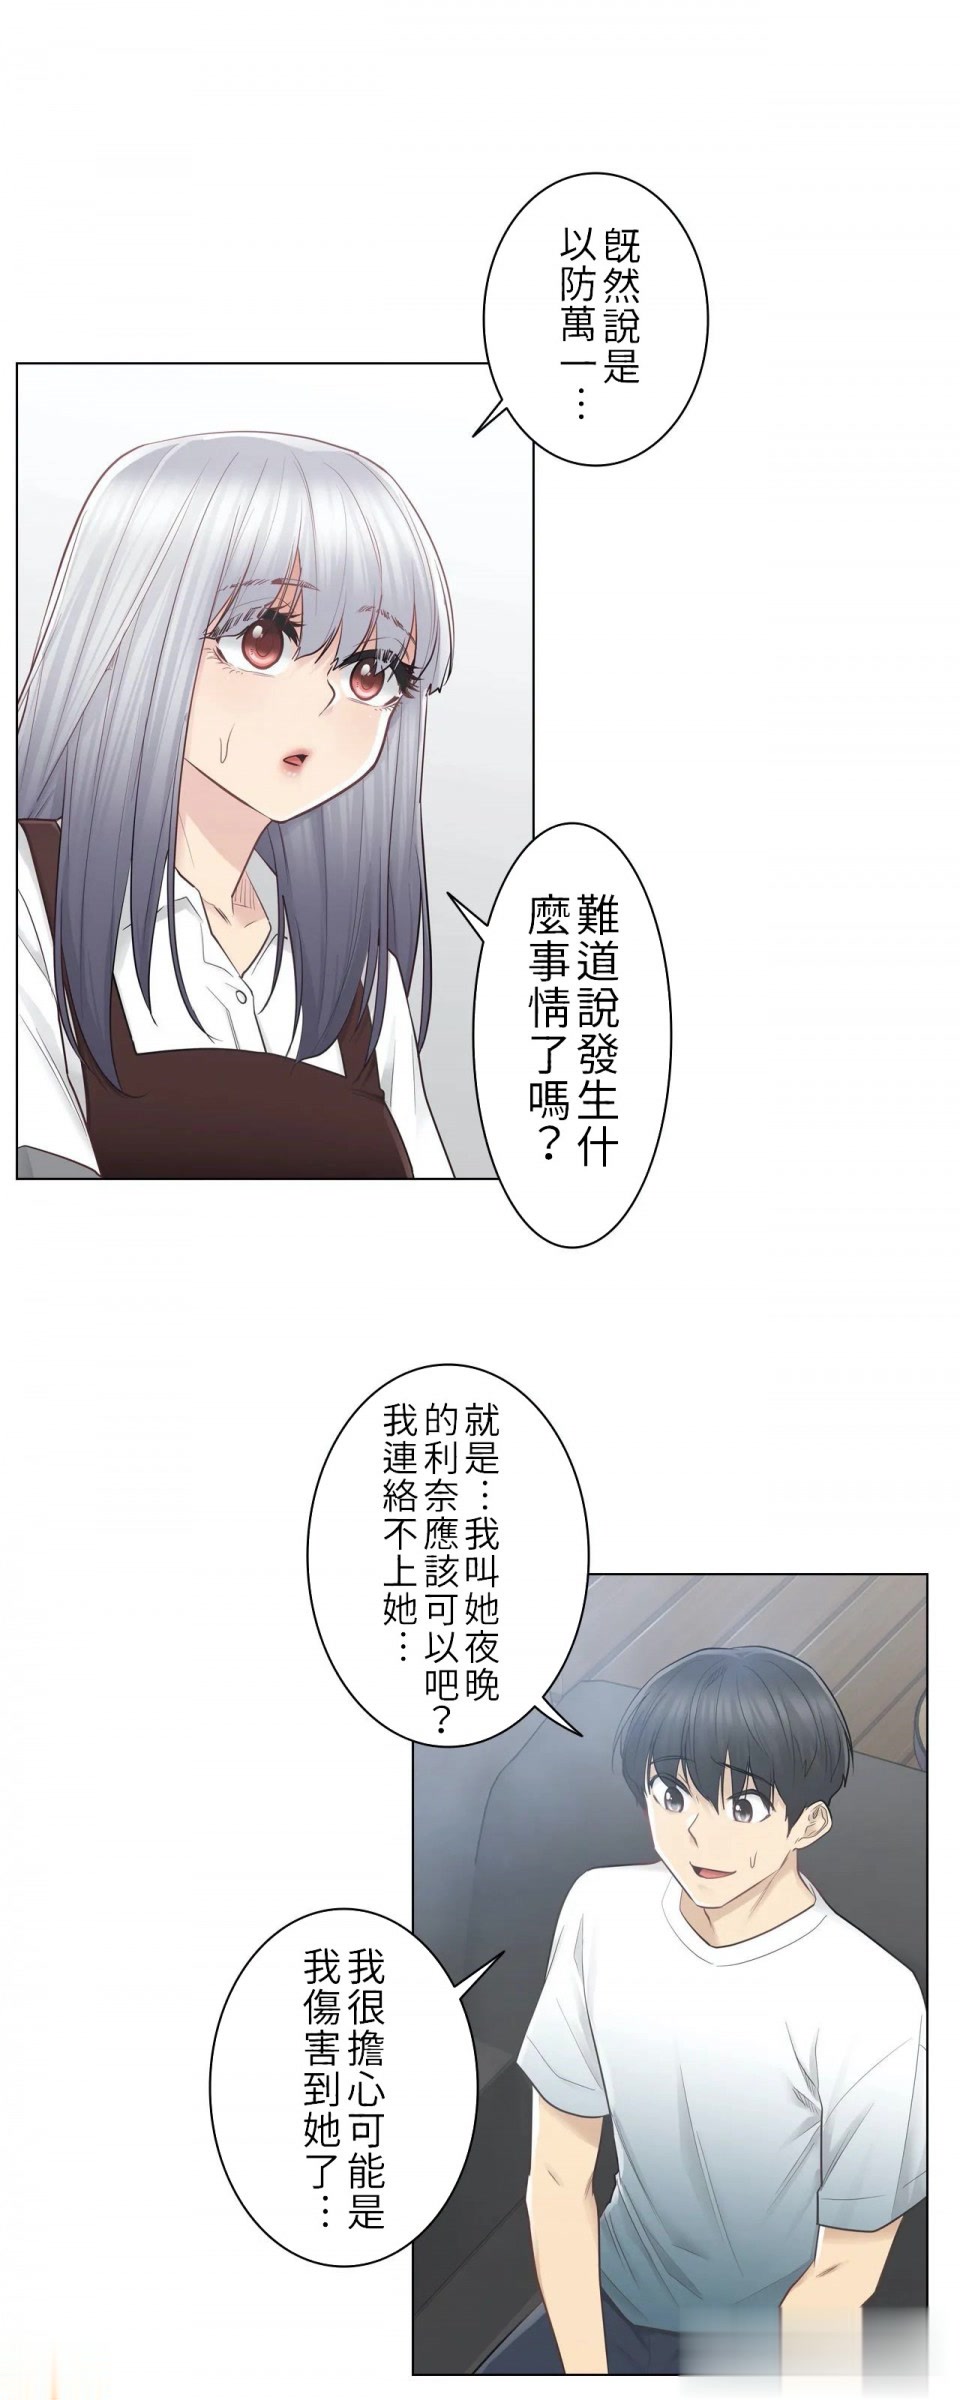 既然說是
以防萬一…
難道說發生什
麼事情了嗎？
就是…我叫她夜晚
的利奈應該可以吧？
我連絡不上她…
我很擔心可能是
我傷害到她了…